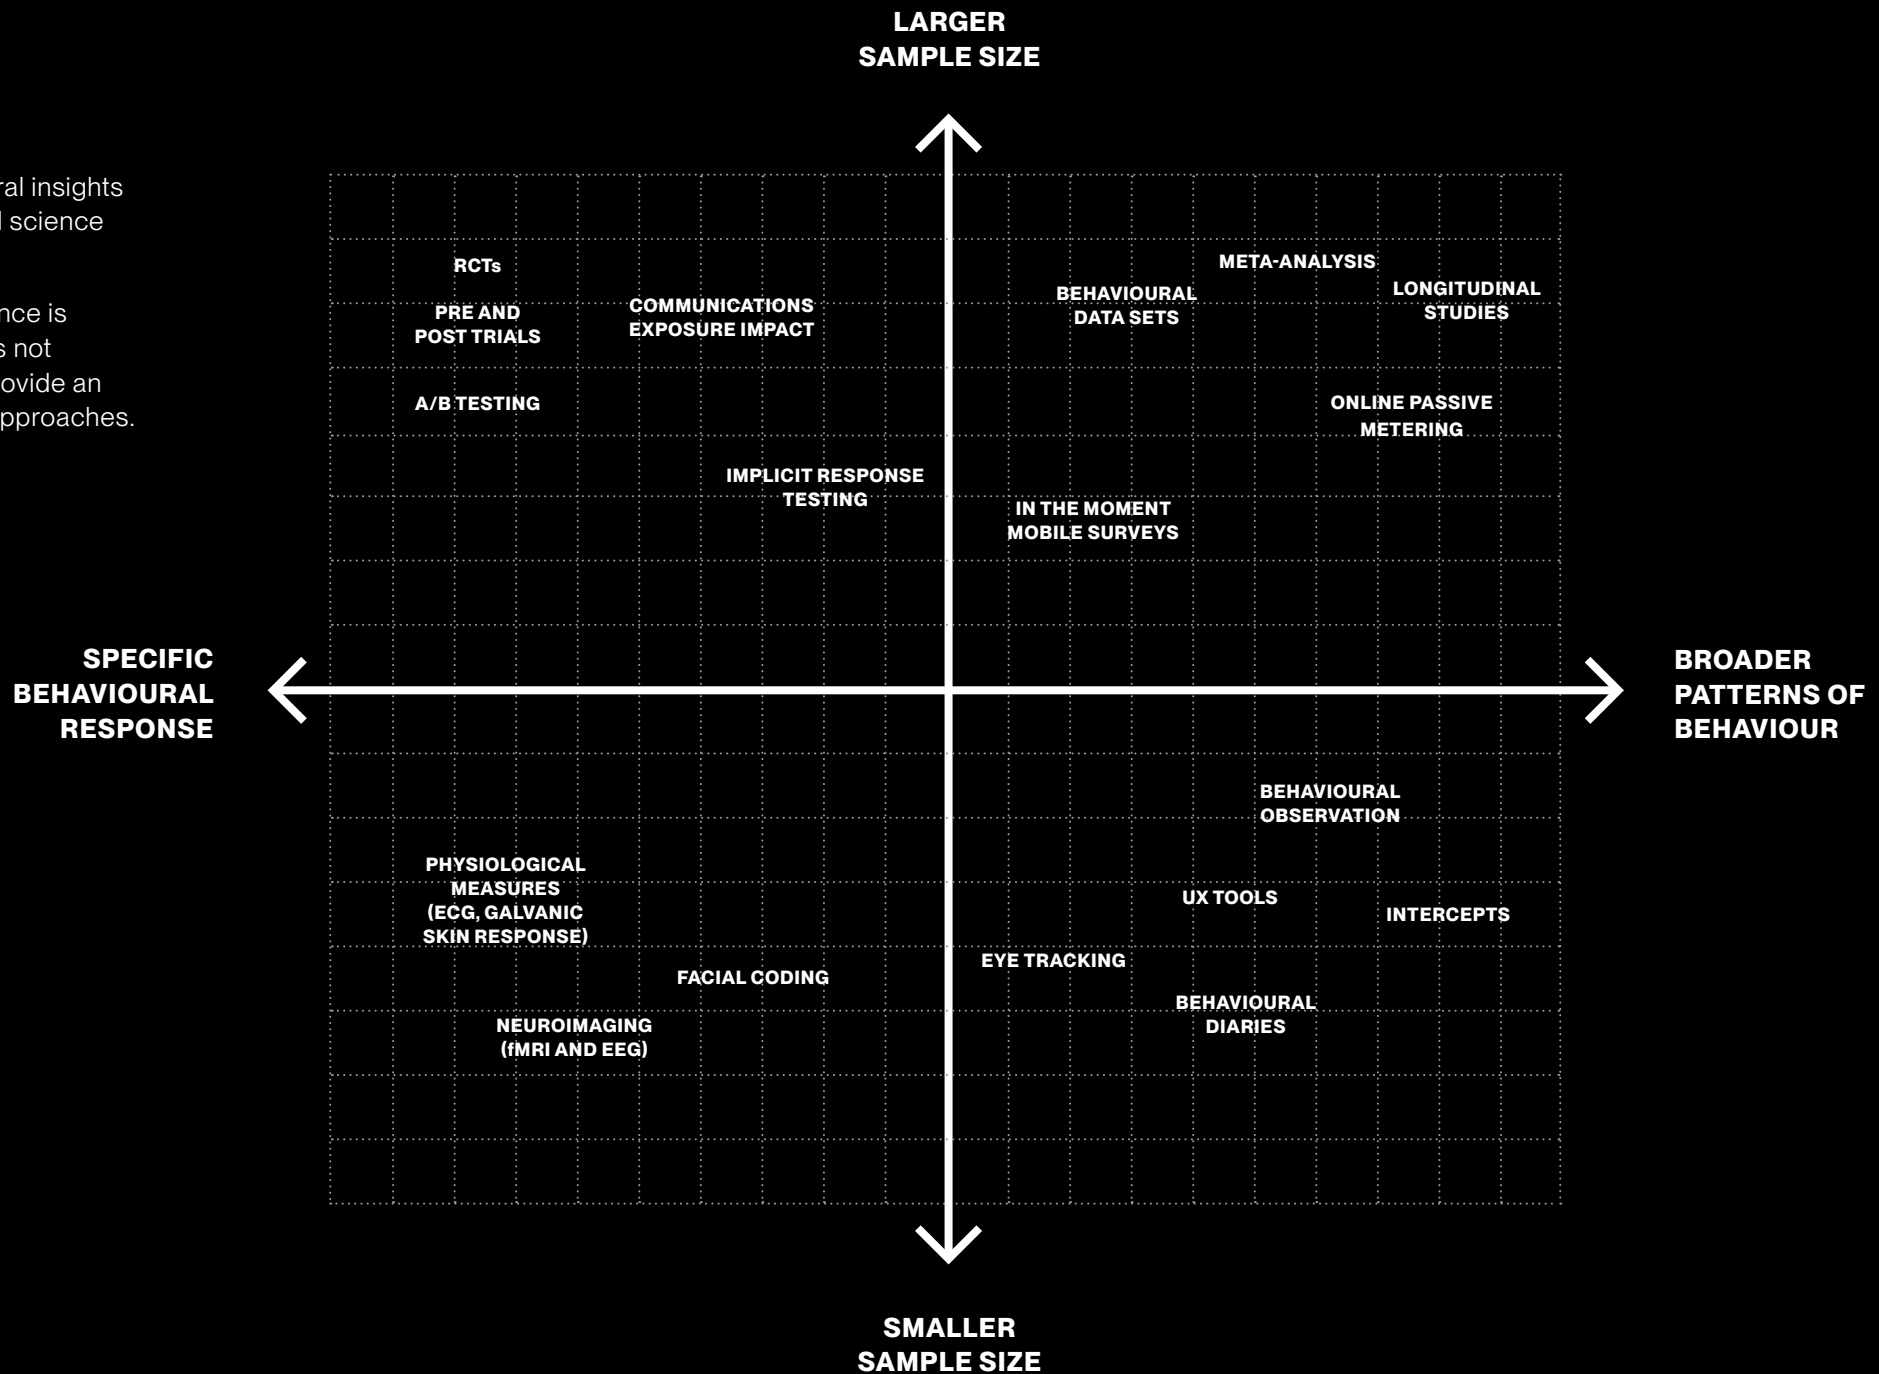 LARGER
SAMPLE SIZE
ral insights
l science
nce is
s not
ovide an
pproaches.
RCTs
PRE AND
POST TRIALS
COMMUNICATIONS
EXPOSURE IMPACT
A/B TESTING
IMPLICIT RESPONSE
TESTING
META-ANALYSIS
BEHAVIOURAL
DATA SETS
LONGITUDINAL
STUDIES
ONLINE PASSIVE
METERING
IN THE MOMENT
MOBILE SURVEYS
SPECIFIC
BEHAVIOURAL
RESPONSE
BROADER
PATTERNS OF
BEHAVIOUR
PHYSIOLOGICAL
MEASURES
(ECG, GALVANIC
SKIN RESPONSE)
FACIAL CODING
NEUROIMAGING
(fMRI AND EEG)
BEHAVIOURAL
OBSERVATION
UX TOOLS
INTERCEPTS
EYE TRACKING
BEHAVIOURAL
DIARIES
SMALLER
SAMPLE SIZE